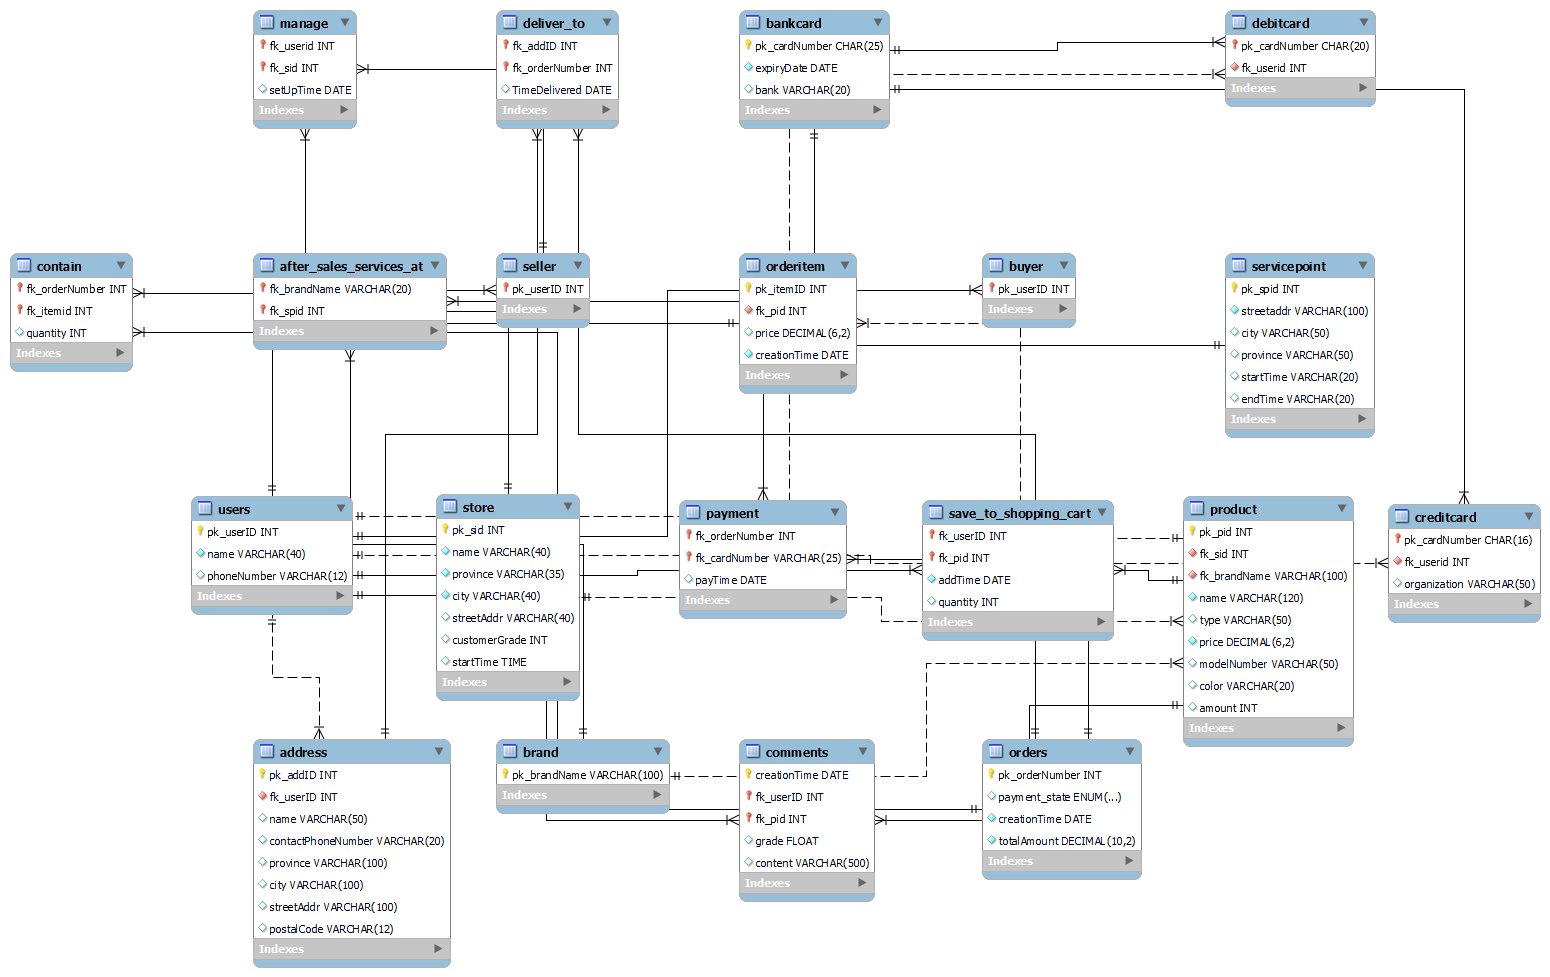 manage
fk_userid INT
fk_sid INT
setUpTime DATE
Indexes
deliver_to
fk_addID INT
fk_orderNumber INT
TimeDelivered DATE
Indexes
bankcard
pk_cardNumber CHAR(25)
expiryDate DATE
bank VARCHAR(20)
Indexes
debitcard
pk_cardNumber CHAR(20)
fk_userid INT
Indexes
contain
fk_orderNumber INT
fk_itemid INT
quantity INT
Indexes
after_sales_services_at
fk_brandName VARCHAR(20)
fk_spid INT
Indexes
seller
pk_userID INT
Indexes
orderitem
pk_itemID INT
fk_pid INT
price DECIMAL(6,2)
creationTime DATE
Indexes
buyer
pk_userID INT
Indexes
servicepoint
pk_spid INT
streetaddr VARCHAR(100)
city VARCHAR(50)
province VARCHAR(50)
startTime VARCHAR(20)
endTime VARCHAR(20)
Indexes
users
pk_userID INT
name VARCHAR(40)
phoneNumber VARCHAR(12)
Indexes
store
pk_sid INT
name VARCHAR(40)
province VARCHAR(35)
city VARCHAR(40)
streetAddr VARCHAR(40)
customerGrade INT
startTime TIME
Indexes
payment
fk_orderNumber INT
fk_cardNumber VARCHAR(25)
payTime DATE
Indexes
save_to_shopping_cart
fk_userID INT
fk_pid INT
addTime DATE
quantity INT
Indexes
product
pk_pid INT
fk_sid INT
fk_brandName VARCHAR(100)
name VARCHAR(120)
type VARCHAR(50)
price DECIMAL(6,2)
modelNumber VARCHAR(50)
color VARCHAR(20)
amount INT
Indexes
creditcard
pk_cardNumber CHAR(16)
fk_userid INT
organization VARCHAR(50)
Indexes
address
pk_addID INT
fk_userID INT
name VARCHAR(50)
contactPhoneNumber VARCHAR(20)
province VARCHAR(100)
city VARCHAR(100)
streetAddr VARCHAR(100)
postalCode VARCHAR(12)
Indexes
brand
pk_brandName VARCHAR(100)
Indexes
comments
creationTime DATE
fk_userID INT
fk_pid INT
grade FLOAT
content VARCHAR(500)
Indexes
orders
pk_orderNumber INT
payment_state ENUM(...)
creationTime DATE
totalAmount DECIMAL(10,2)
Indexes